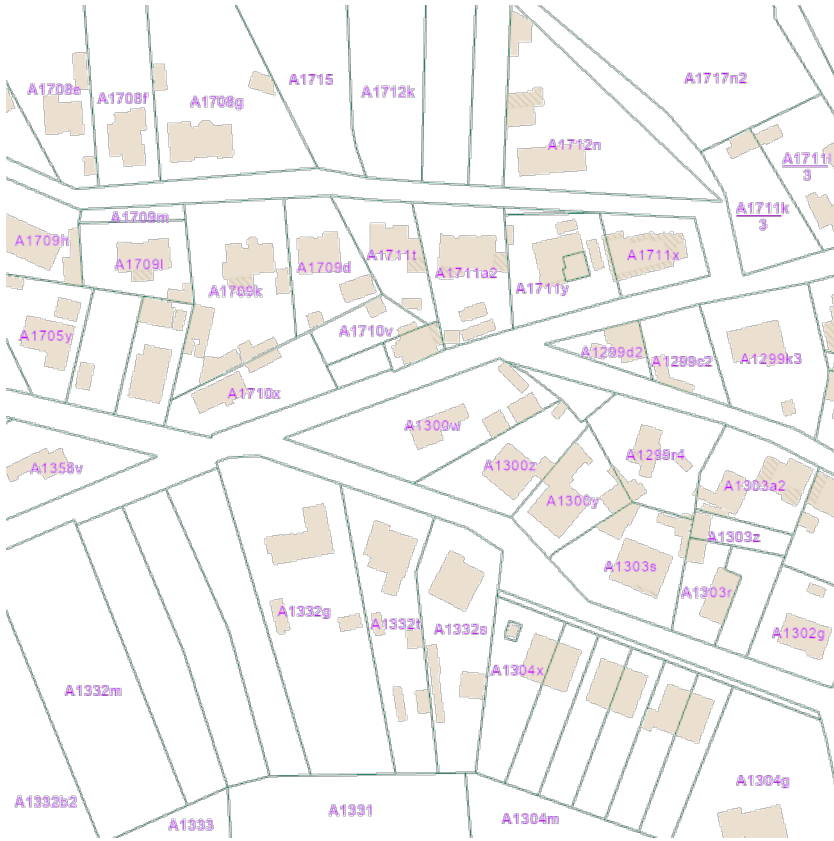 A1715
A1717n2
A1708e
A1712k
A1708f
A1708g
A1712n
A1711l
3
A1711k
3
A1709m
A1709h
A1709l
A1709d
A1711t
A1711a2
A1711x
A1711y
A1709k
A1705y
A1710v
A1299d2
A1299c2
A1299k3
A1710x
A1300w
A1299r4
A1358v
A1300z
A1303a2
A1300y
A1303z
A1303s
A1303r
A1332g
A1332t
A1332s
A1302g
A1304x
A1332m
A1304g
A1332b2
A1331
A1304m
A1333